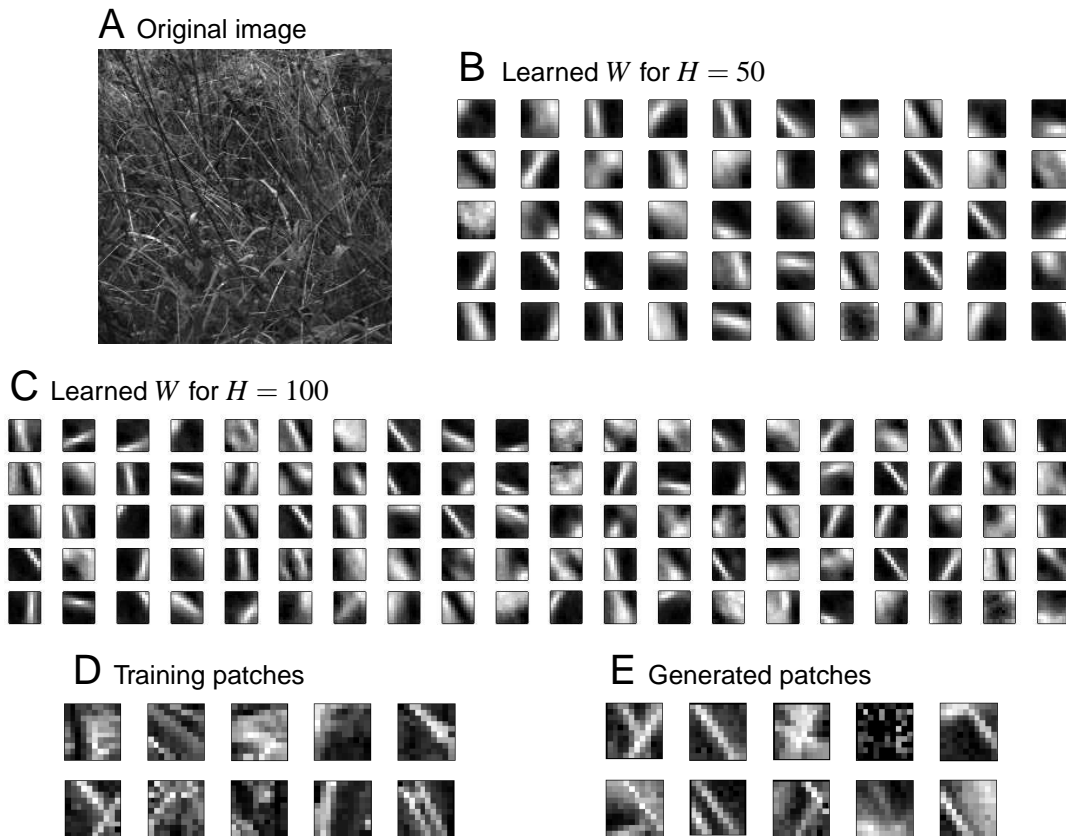 A Original image
B Learned W for H = 50
C Learned W for H = 100
D Training patches
E Generated patches